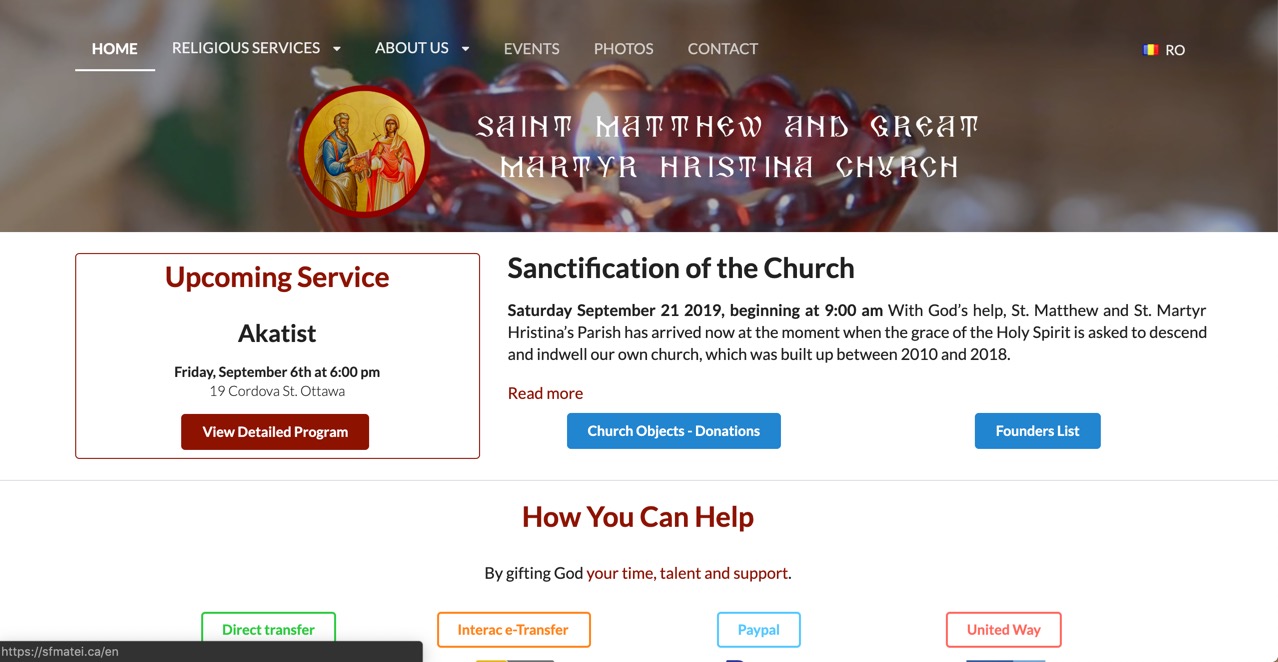 HOME RELIGIOUS SERVICES ABOUT US EVENTS PHOTOS CONTACT RO
SAINT MATTHEW AND GREAT
MARTYR HRISTINA CHURCH
Upcoming Service
Akatist
Friday, September 6th at 6:00 pm
19 Cordova St. Ottawa
View Detailed Program
Sanctification of the Church
Saturday September 21 2019, beginning at 9:00 am With God’s help, St. Matthew and St. Martyr
Hristina’s Parish has arrived now at the moment when the grace of the Holy Spirit is asked to descend
and indwell our own church, which was built up between 2010 and 2018.
Read more
Church Objects - Donations Founders List
How You Can Help
By gifting God your time, talent and support.
Direct transfer Interac e-Transfer Paypal United Way
https://sfmatei.ca/en